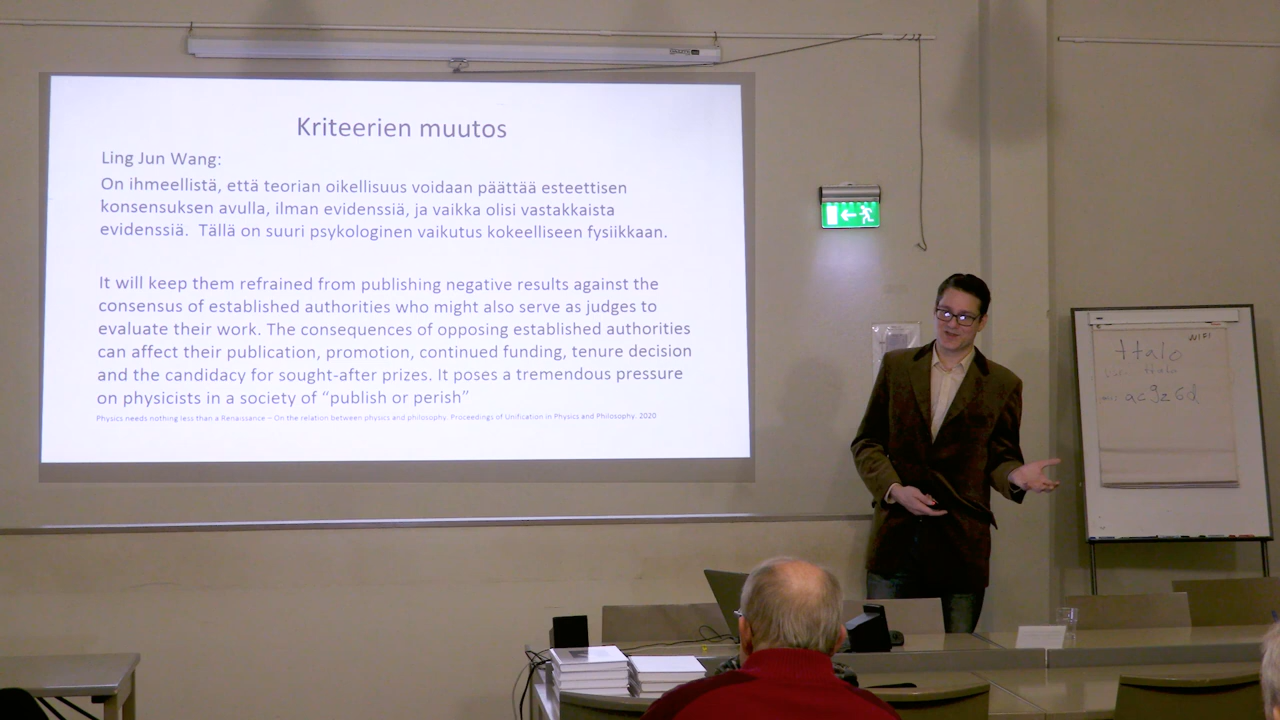 Kriteerien muutos
Ling Jun Wang:
On ihmeellistä, että teorian oikellisuus voidaan päättää esteettisen
konsensuksen avulla, ilman evidenssiä, ja vaikka olisi vastakkaista
evidenssiä.  Tällä on suuri psykologinen vaikutus kokeelliseen fysiikkaan.
It will keep them refrained from publishing negative results against the
consensus of established authorities who might also serve as judges to
evaluate their work. The consequences of opposing established authorities
can affect their publication, promotion, continued funding, tenure decision
and the candidacy for sought-after prizes. It poses a tremendous pressure
on physicists in a society of “publish or perish”
Physics needs nothing less than a Renaissance – On the relation between physics and philosophy. Proceedings of Unification in Physics and Philosophy. 2020
WIFI